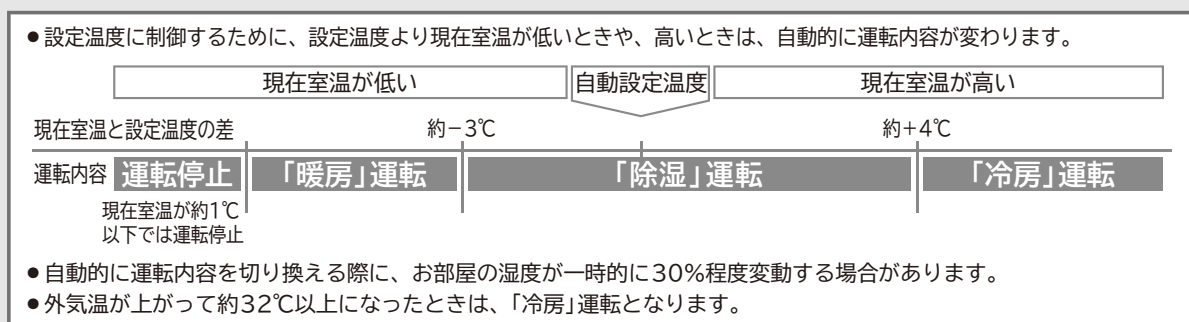 ●設定温度に制御するために、設定温度より現在室温が低いときや、高いときは、自動的に運転内容が変わります。
現在室温が低い 自動設定温度 現在室温が高い
現在室温と設定温度の差 約−3℃ 約+4℃
運転内容 運転停止 「暖房」運転 「除湿」運転 「冷房」運転
現在室温が約1℃
以下では運転停止
●自動的に運転内容を切り換える際に、お部屋の湿度が一時的に30%程度変動する場合があります。
●外気温が上がって約32℃以上になったときは、「冷房」運転となります。